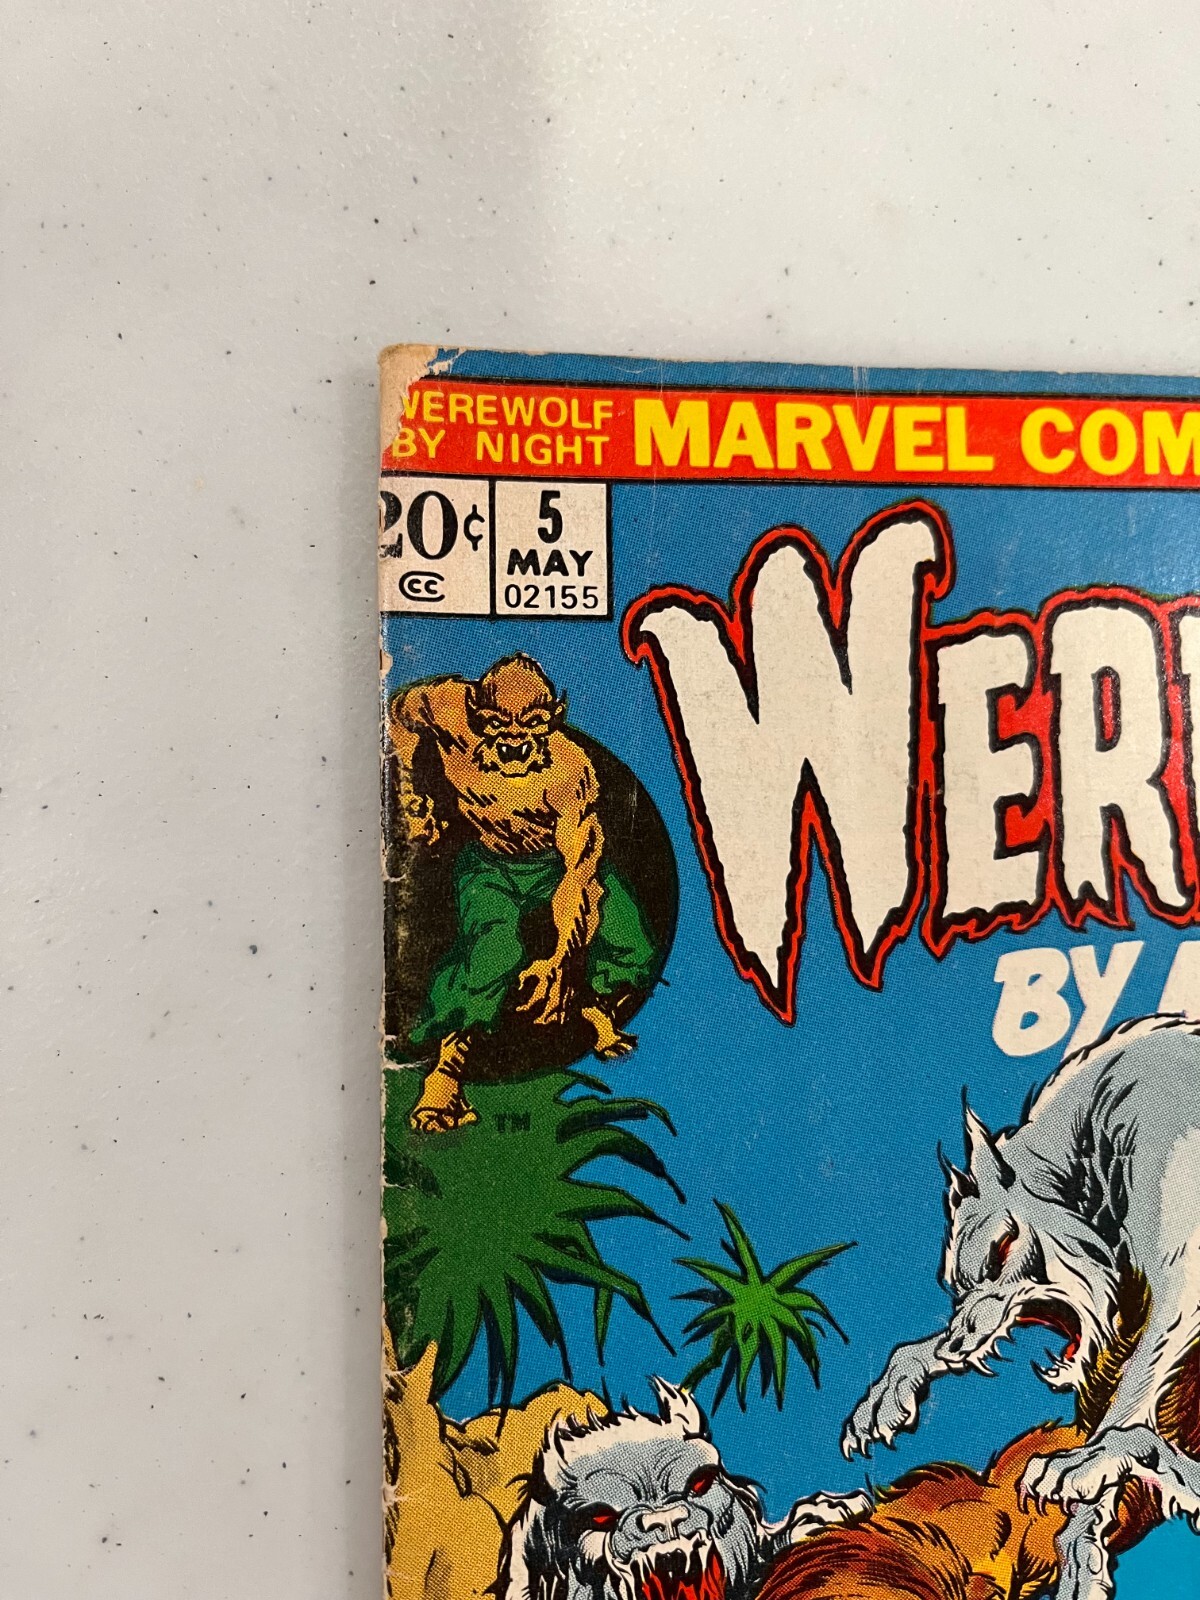 WEREWOLF
BY NIGHT
MARVEL COM
20¢
CC
5
MAY
02155
WER
BY
TM